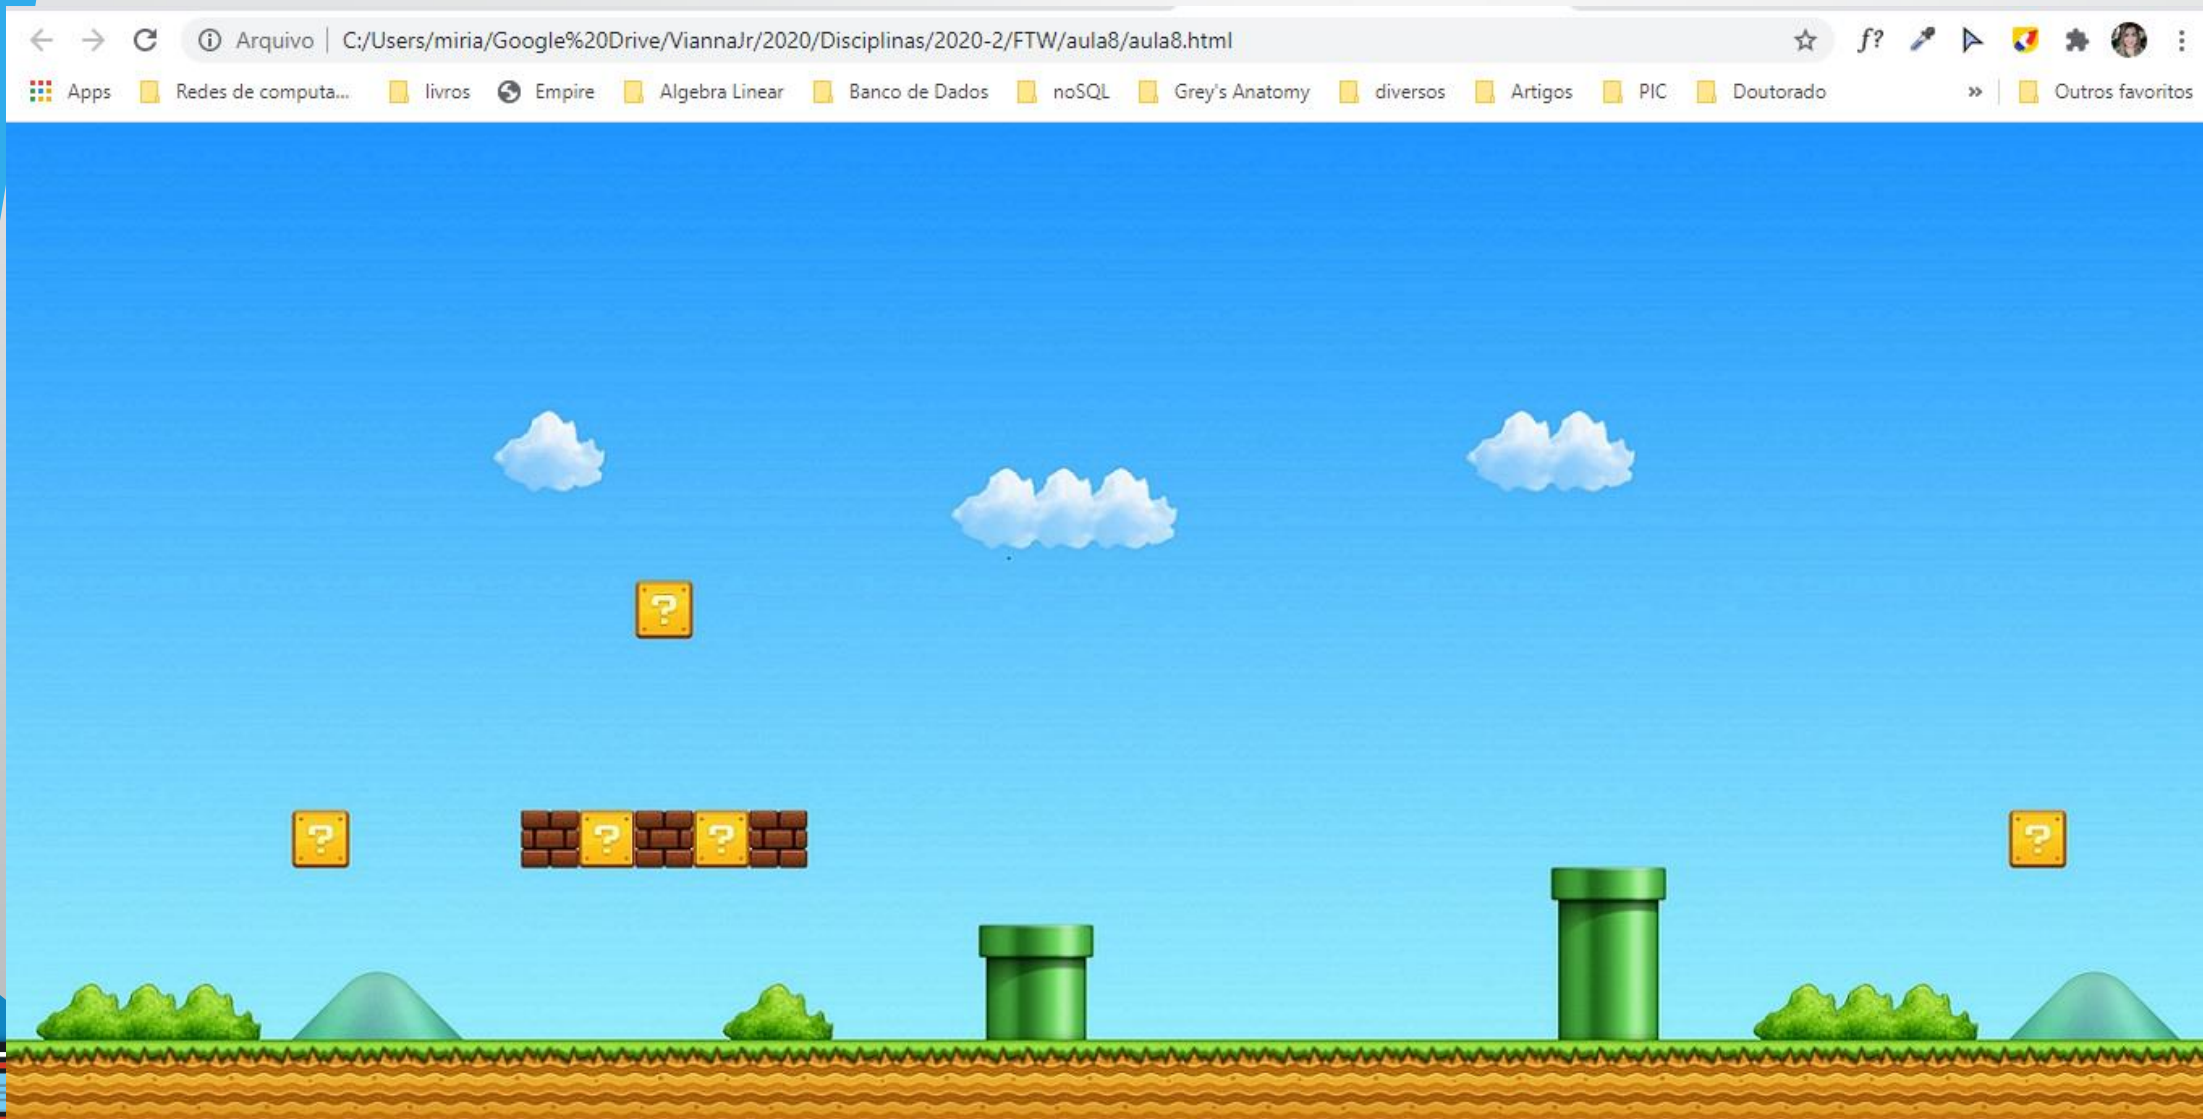 Arquivo | C:/Users/miria/Google%20Drive/ViannaJr/2020/Disciplinas/2020-2/FTW/aula8/aula8.html f?
Apps Redes de computa... livros Empire Algebra Linear Banco de Dados noSQL Grey's Anatomy diversos Artigos PIC Doutorado » Outros favoritos
?
? ? ? ?